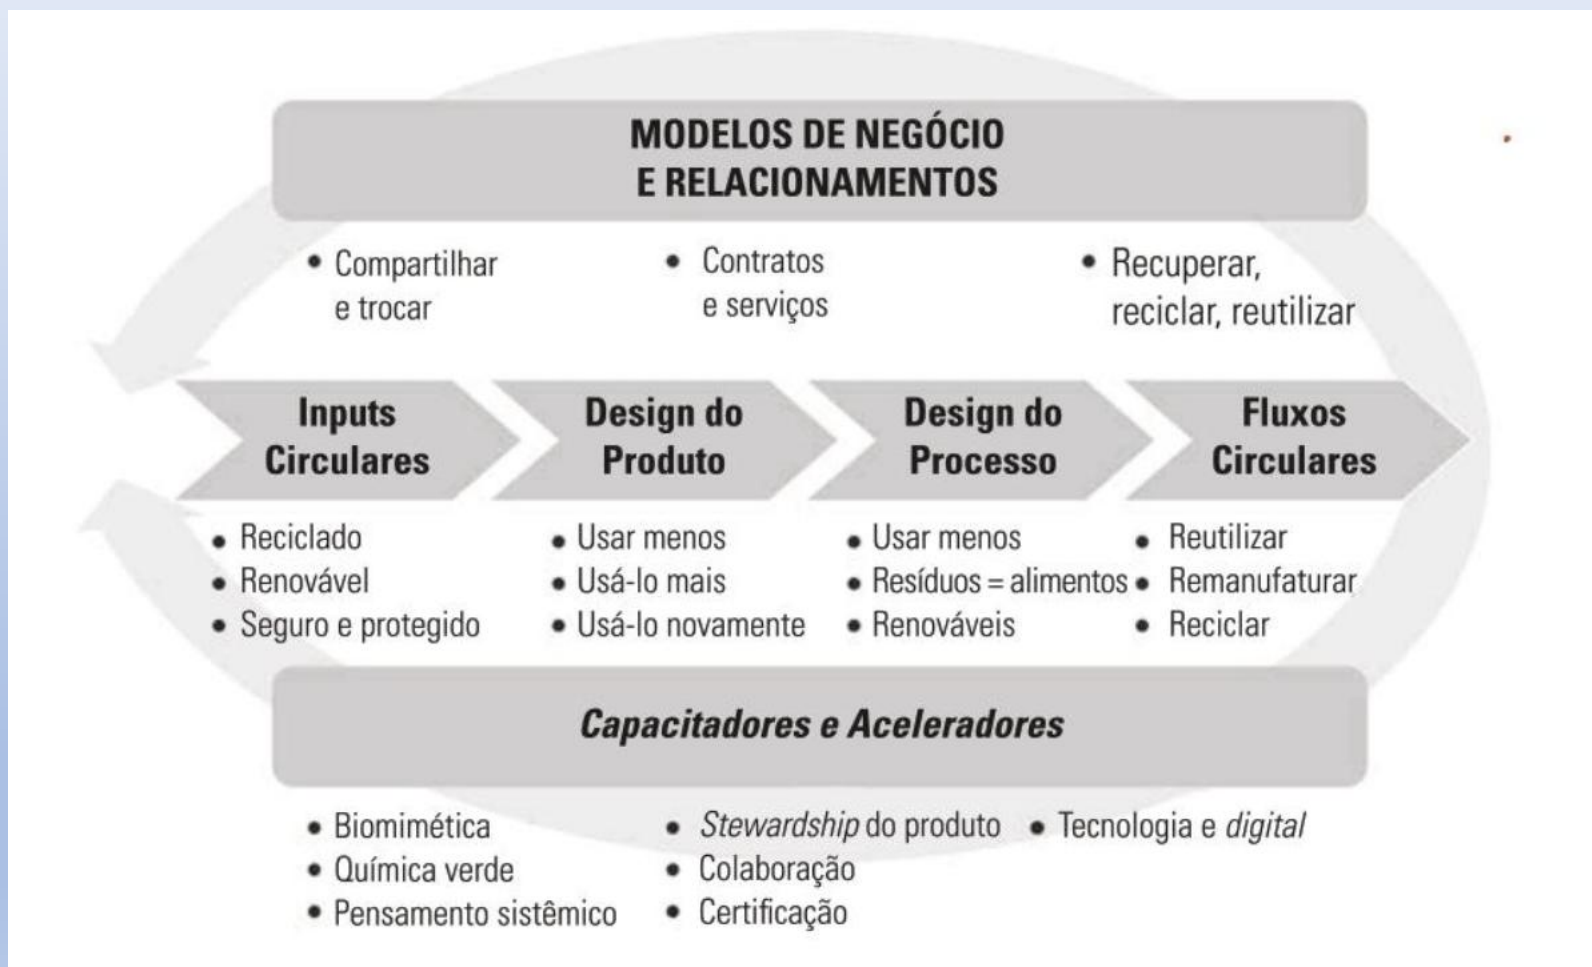 MODELOS DE NEGÓCIO
E RELACIONAMENTOS
• Compartilhar
e trocar
• Contratos
e serviços
• Recuperar,
reciclar, reutilizar
Inputs
Circulares
Design do
Produto
Design do
Processo
Fluxos
Circulares
• Reciclado
• Renovável
• Seguro e protegido
• Usar menos
• Usá-lo mais
• Usá-lo novamente
• Usar menos
• Resíduos = alimentos
• Renováveis
• Reutilizar
• Remanufaturar
• Reciclar
Capacitadores e Aceleradores
• Biomimética
• Química verde
• Pensamento sistêmico
• Stewardship do produto
• Colaboração
• Certificação
• Tecnologia e digital